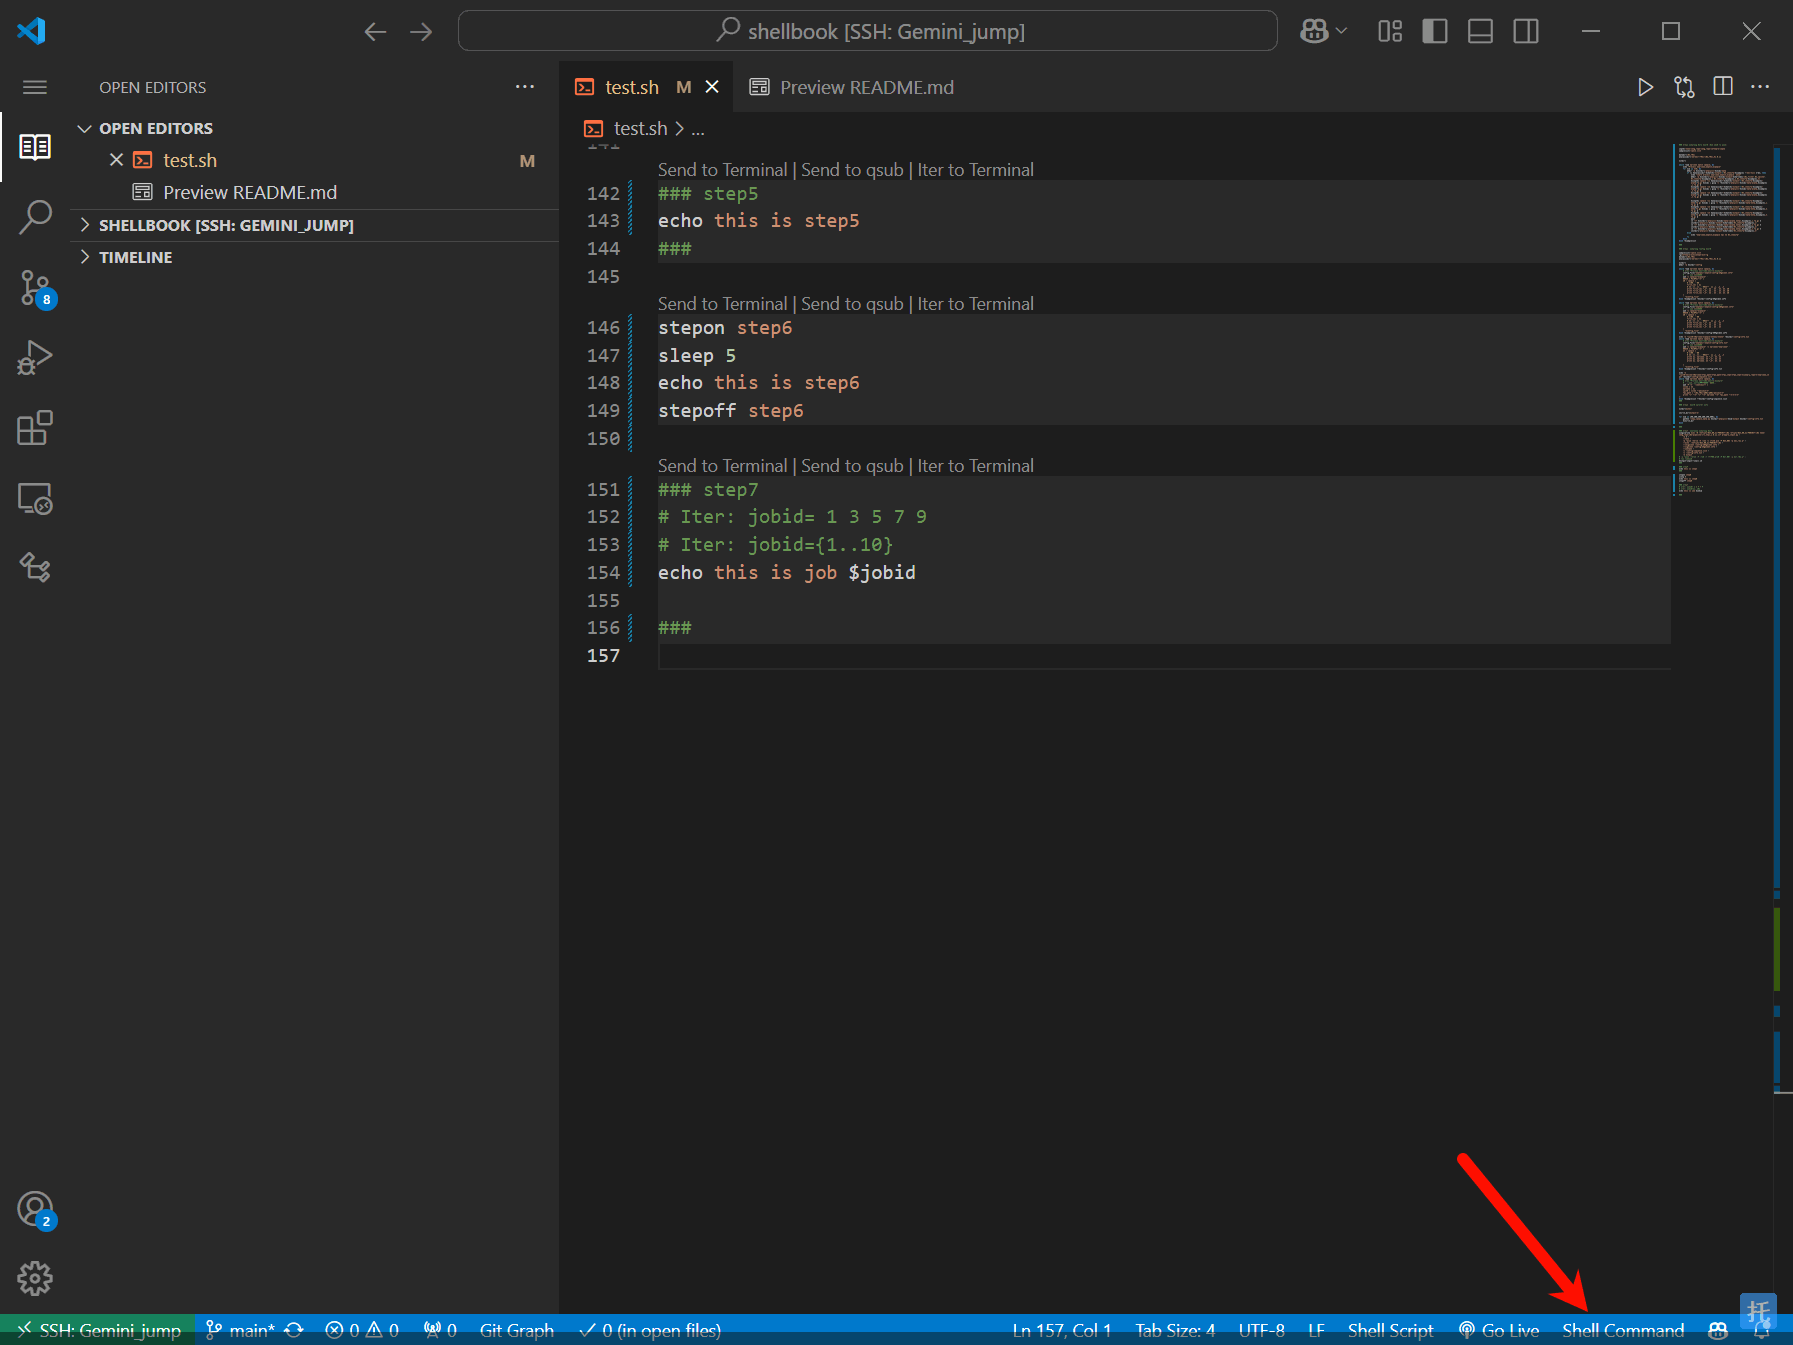 shellbook [SSH: Gemini_jump]
OPEN EDITORS
test.sh M
Preview README.md
OPEN EDITORS
test.sh M
Preview README.md
SHELLBOOK [SSH: GEMINI_JUMP]
TIMELINE
8
2
test.sh > ...
141
Send to Terminal | Send to qsub | Iter to Terminal
142 ### step5
143 echo this is step5
144 ###
145
Send to Terminal | Send to qsub | Iter to Terminal
146 stepon step6
147 sleep 5
148 echo this is step6
149 stepoff step6
150
Send to Terminal | Send to qsub | Iter to Terminal
151 ### step7
152 # Iter: jobid= 1 3 5 7 9
153 # Iter: jobid={1..10}
154 echo this is job $jobid
155
156 ###
157
托
SSH: Gemini_jump main* 0 0 0 Git Graph 0 (in open files) Ln 157, Col 1 Tab Size: 4 UTF-8 LF Shell Script Go Live Shell Command